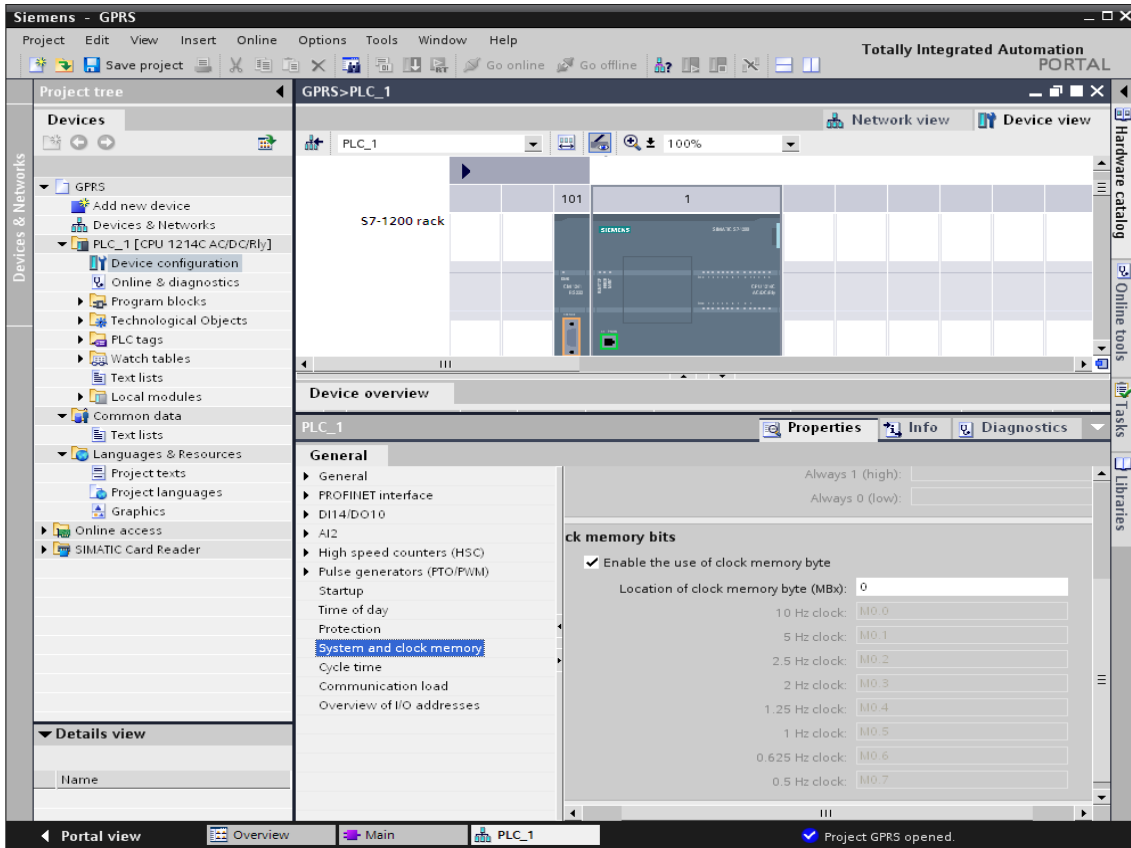 Siemens - GPRS
Project Edit View Insert Online Options Tools Window Help
Totally Integrated Automation
PORTAL
Save project Go online Go offline
Project tree
GPRS>PLC_1
Devices
Network view Device view
PLC_1 100%
GPRS
Add new device
Devices & Networks
PLC_1 [CPU 1214C AC/DC/Rly]
Device configuration
Online & diagnostics
Program blocks
Technological Objects
PLC tags
Watch tables
Text lists
Local modules
Common data
Text lists
Languages & Resources
Project texts
Project languages
Graphics
Online access
SIMATIC Card Reader
Details view
Name
Devices & Networks
101 1
S7-1200 rack
SIEMENS SIMATIC S7-1200
Device overview
PLC_1
Properties Info Diagnostics
General
General
PROFINET interface
DI14/DO10
AI2
High speed counters (HSC)
Pulse generators (PTO/PWM)
Startup
Time of day
Protection
System and clock memory
Cycle time
Communication load
Overview of I/O addresses
Always 1 (high):
Always 0 (low):
ck memory bits
Enable the use of clock memory byte
Location of clock memory byte (MBx): 0
10 Hz clock: M0.0
5 Hz clock: M0.1
2.5 Hz clock: M0.2
2 Hz clock: M0.3
1.25 Hz clock: M0.4
1 Hz clock: M0.5
0.625 Hz clock: M0.6
0.5 Hz clock: M0.7
Hardware catalog
Online tools
Tasks
Libraries
Portal view Overview Main PLC_1 Project GPRS opened.